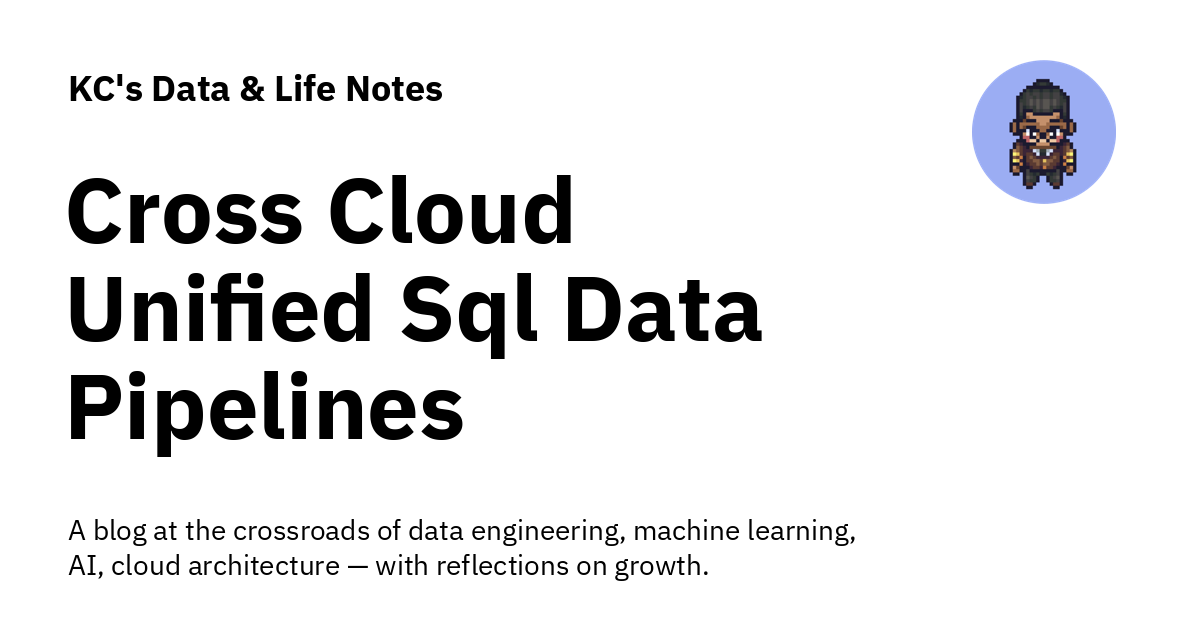 KC's Data & Life Notes
Cross Cloud
Unified Sql Data
Pipelines
A blog at the crossroads of data engineering, machine learning,
AI, cloud architecture — with reflections on growth.